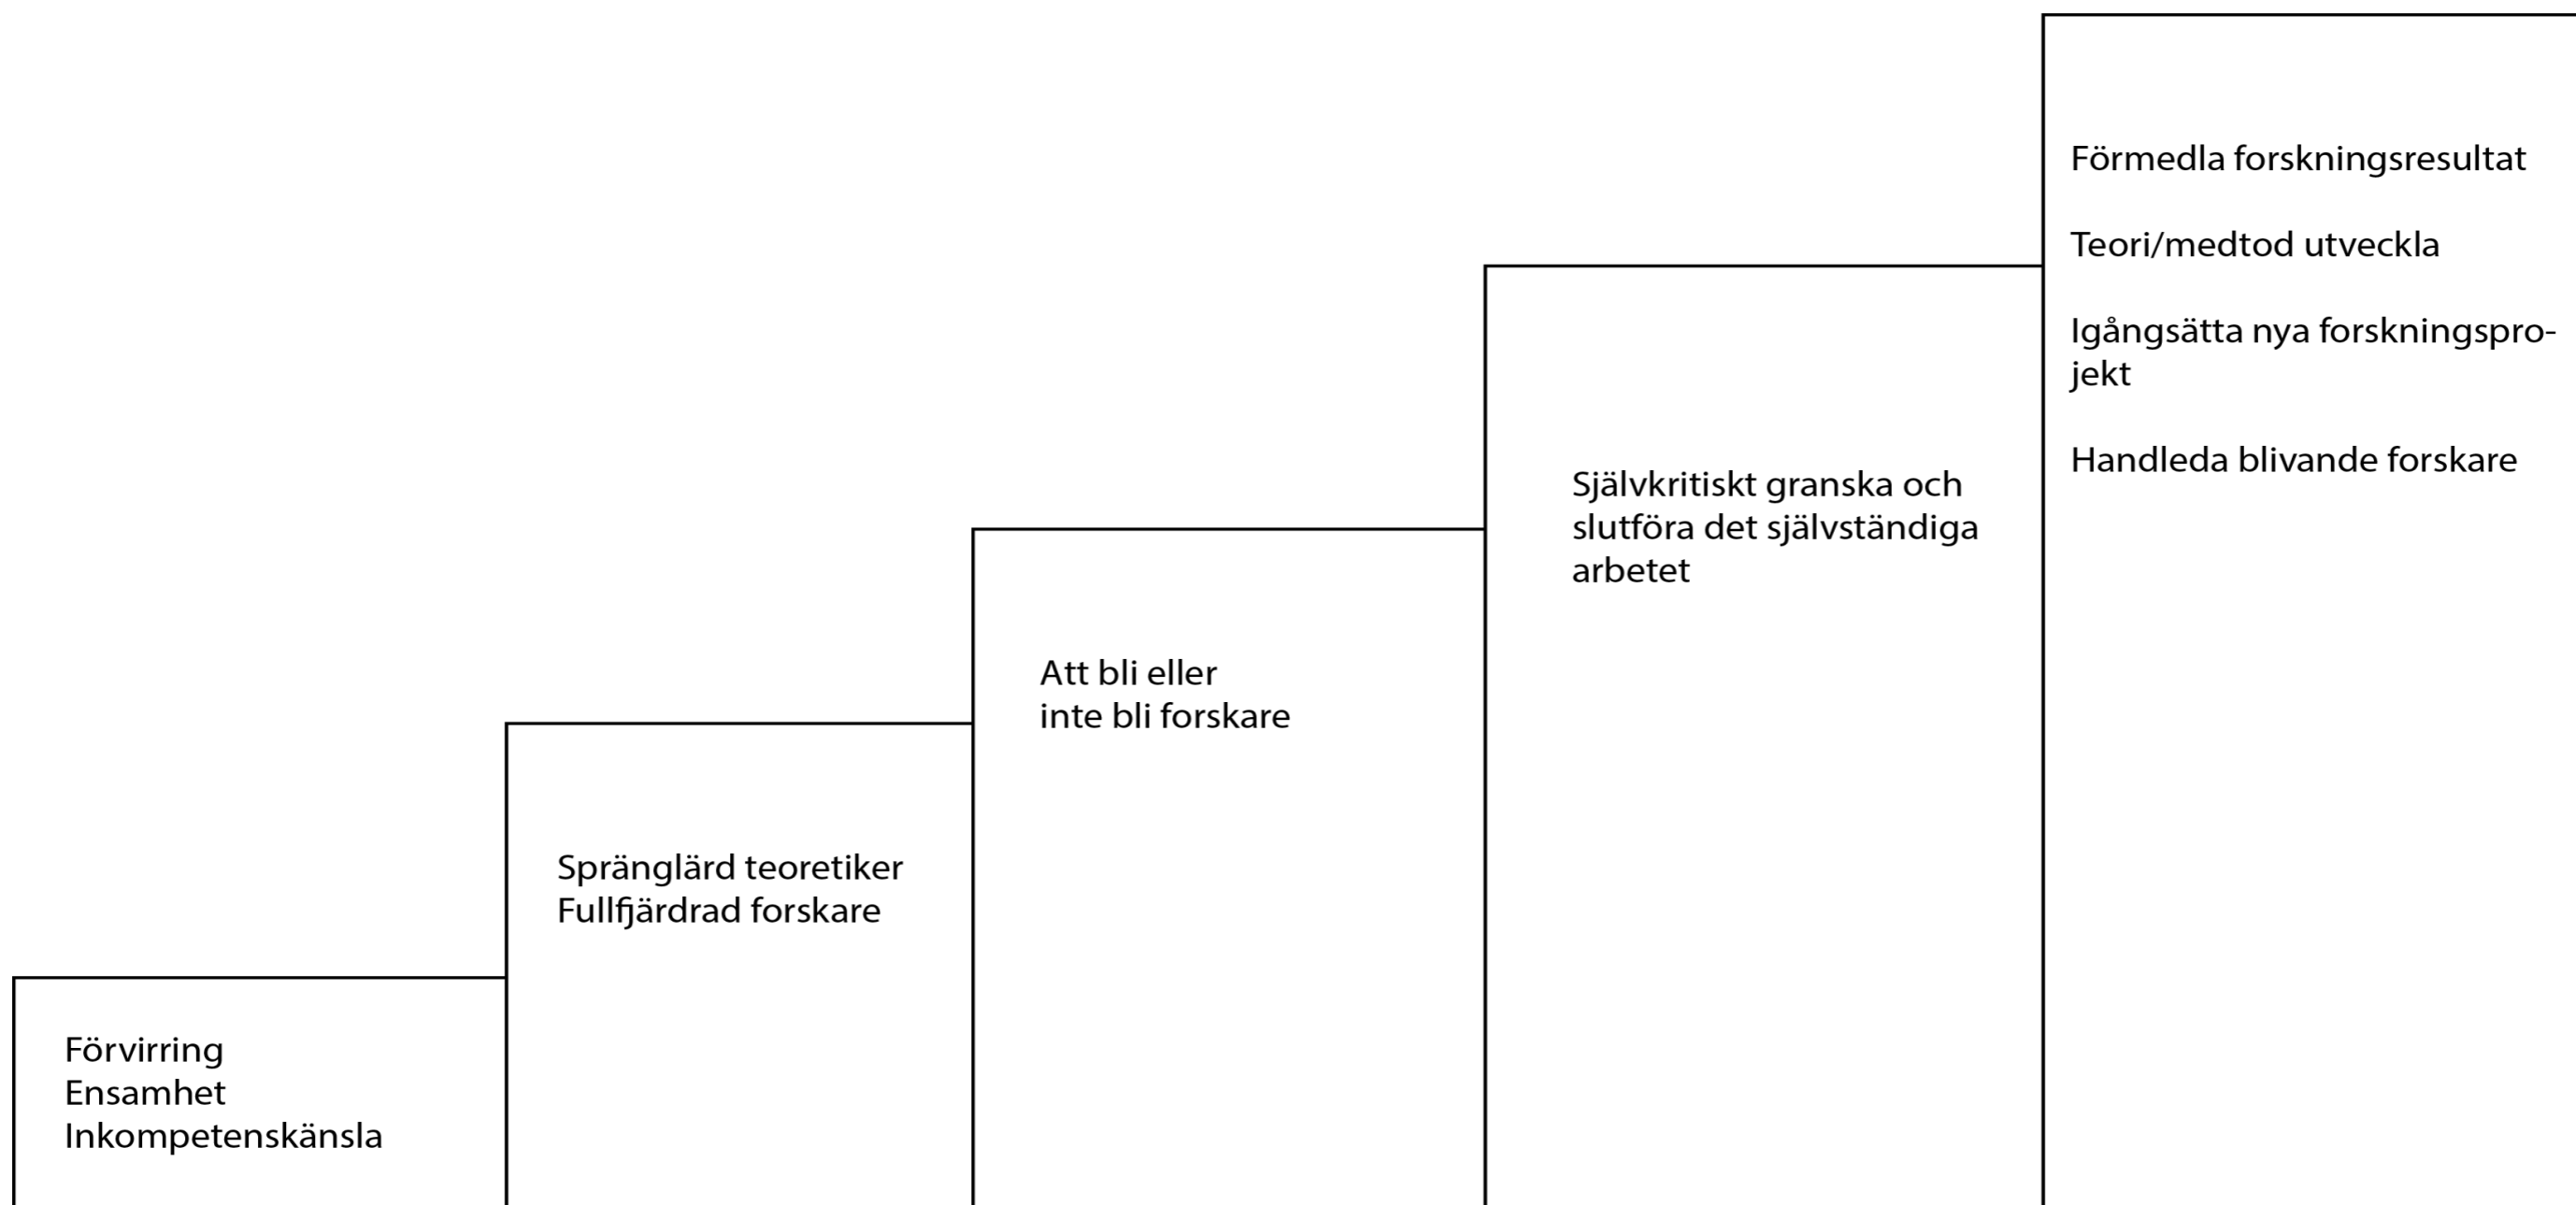 Förvirring
Ensamhet
Inkompetenskänsla
Spränglärd teoretiker
Fullfjärdrad forskare
Att bli eller
inte bli forskare
Självkritiskt granska och
slutföra det självständiga
arbetet
Förmedla forskningsresultat
Teori/medtod utveckla
Igångsätta nya forskningspro-
jekt
Handleda blivande forskare